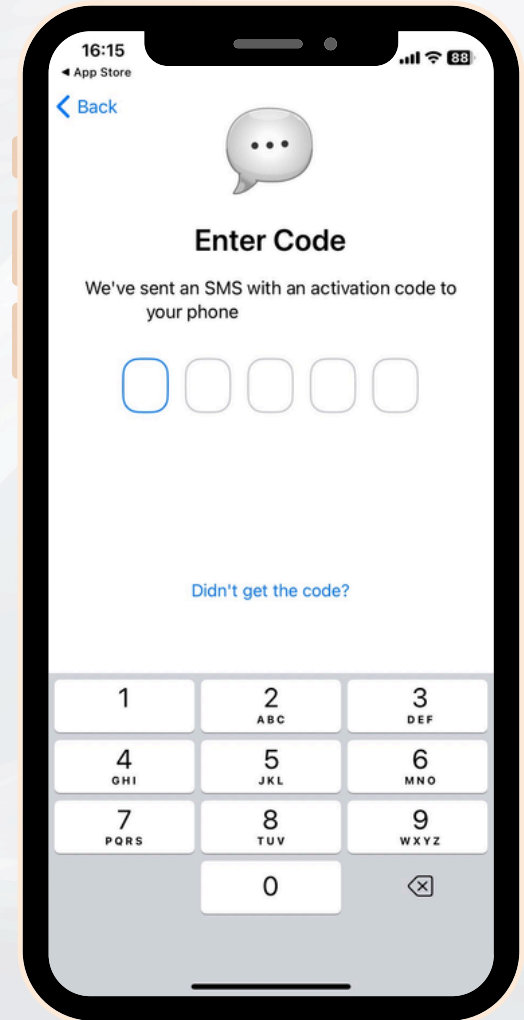 16:15
88
◀ App Store
Back
Enter Code
We've sent an SMS with an activation code to
your phone
Didn't get the code?
1
2
ABC
3
DEF
4
GHI
5
JKL
6
MNO
7
PQRS
8
TUV
9
WXYZ
0